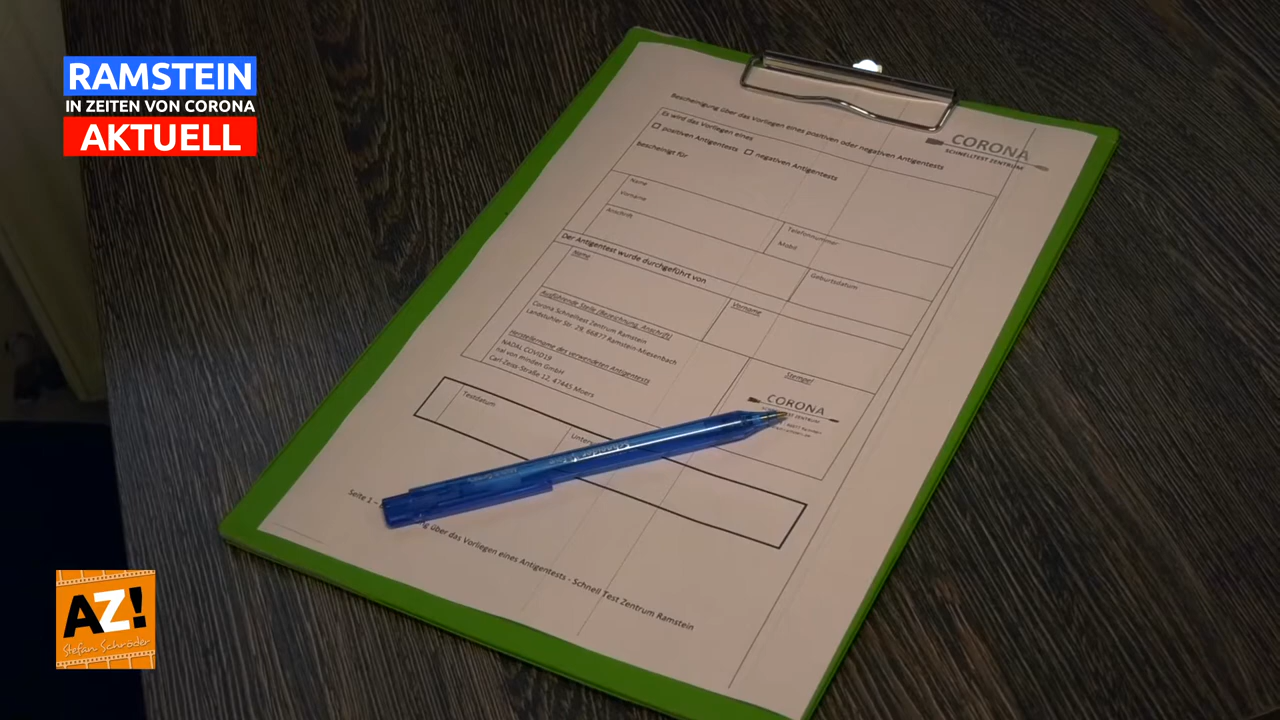 RAMSTEIN
IN ZEITEN VON CORONA
AKTUELL
Bescheinigung über das Vorliegen eines positiven oder negativen Antigentests
CORONA
SCHNELLTEST ZENTRUM
Es wird das Vorliegen eines
positiven Antigentests negativen Antigentests
Bescheinigt für
Name
Vorname
Anschrift
Telefonnummer
Mobil
Geburtsdatum
Der Antigentest wurde durchgeführt von
Name
Vorname
Ausführende Stelle (Bezeichnung, Anschrift)
Corona Schnelltest Zentrum Ramstein
Landstuhler Str. 29, 66877 Ramstein-Miesenbach
Herstellername des verwendeten Antigentests
NADAL COVID19
nal von minden GmbH
Carl-Zeiss-Straße 12, 47445 Moers
Stempel
CORONA
SCHNELLTEST ZENTRUM
Testdatum
Schneider
Seite 1 - über das Vorliegen eines Antigentests - Schnell Test Zentrum Ramstein
AZ!
Stefan Schröder